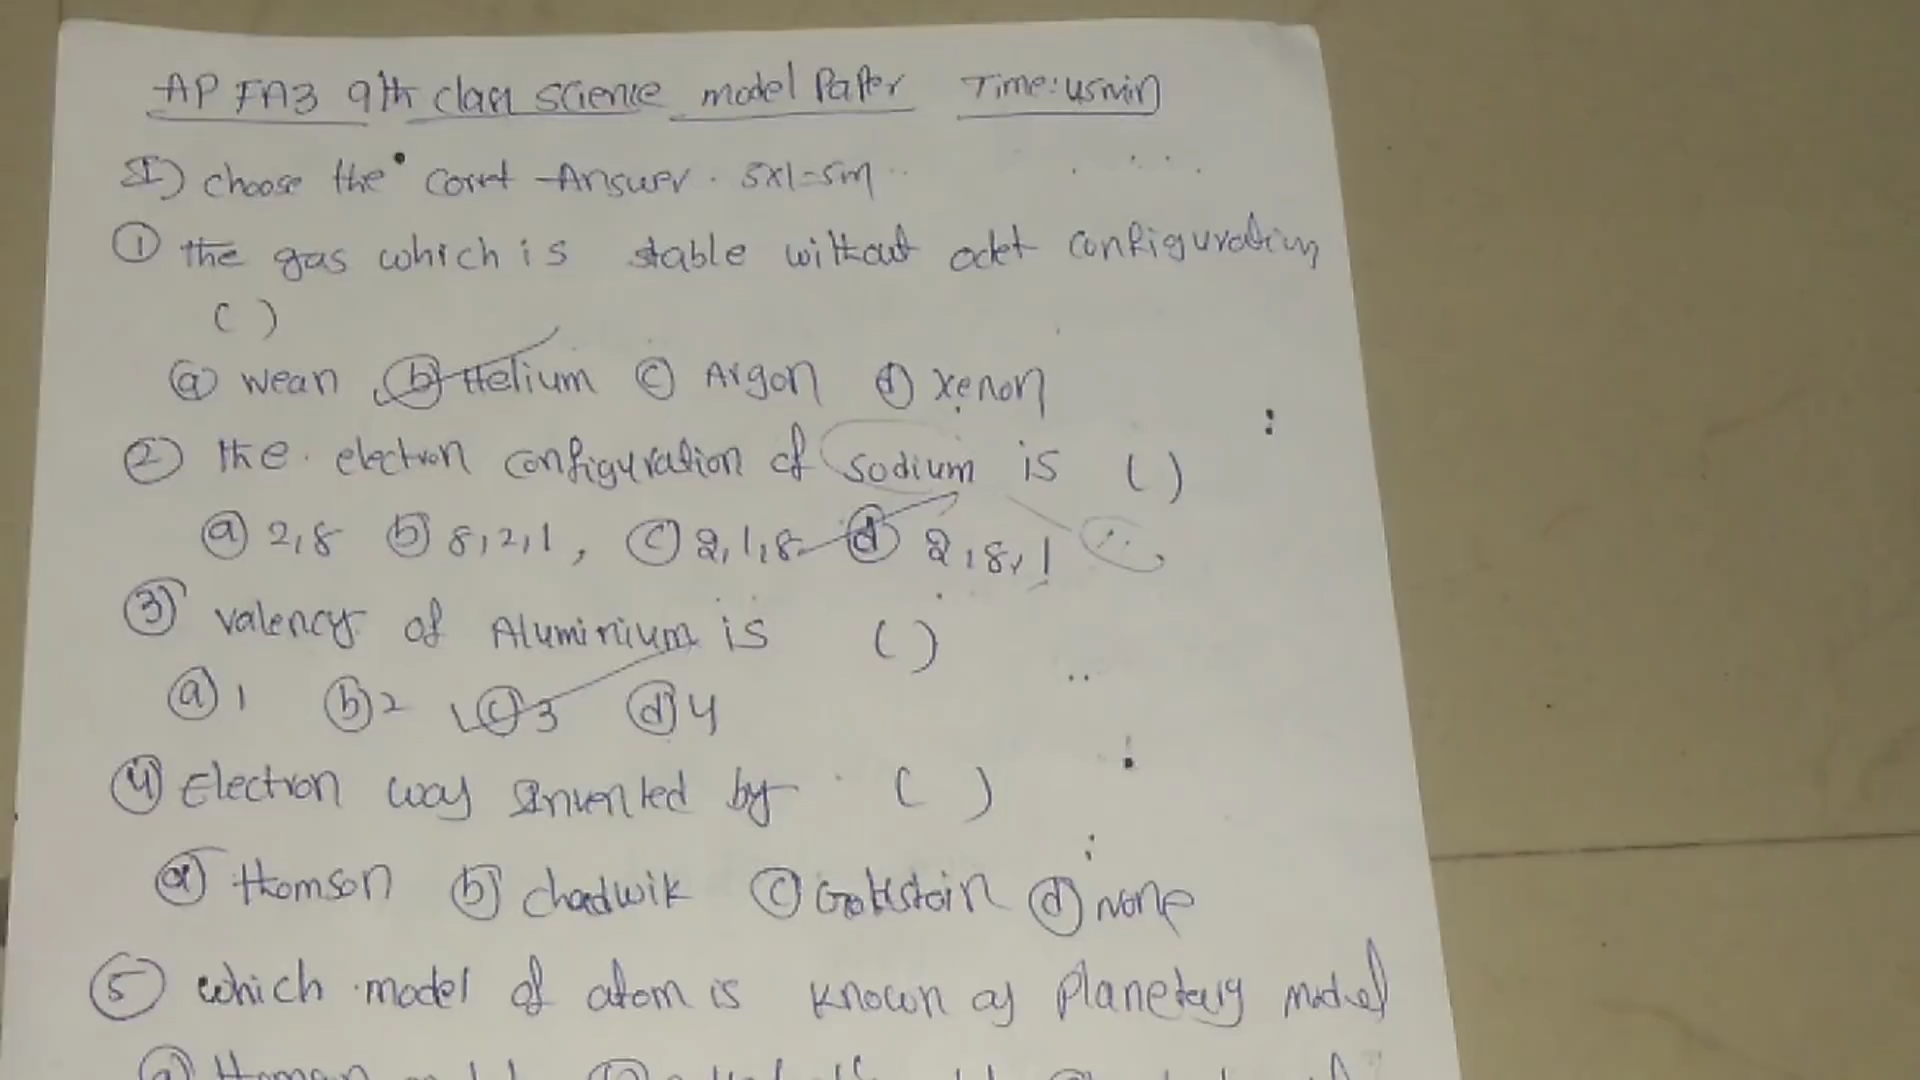 AP FA3 9th class science model Paper Time: 45min
I) choose the corret Answer. 5x1=5m
① the gas which is stable without octet configuration
( )
ⓐ Nean ⓑ Helium ⓒ Argon ⓓ Xenon
② the electron configuration of sodium is ( )
ⓐ 2,8 ⓑ 8,2,1, ⓒ 2,1,8 ⓓ 2,8,1
③ valency of Aluminium is ( )
ⓐ 1 ⓑ 2 ⓒ 3 ⓓ 4
④ Electron was Invented by ( )
ⓐ Thomson ⓑ chadwik ⓒ Goldstein ⓓ None
⑤ which model of atom is known as Planetary model